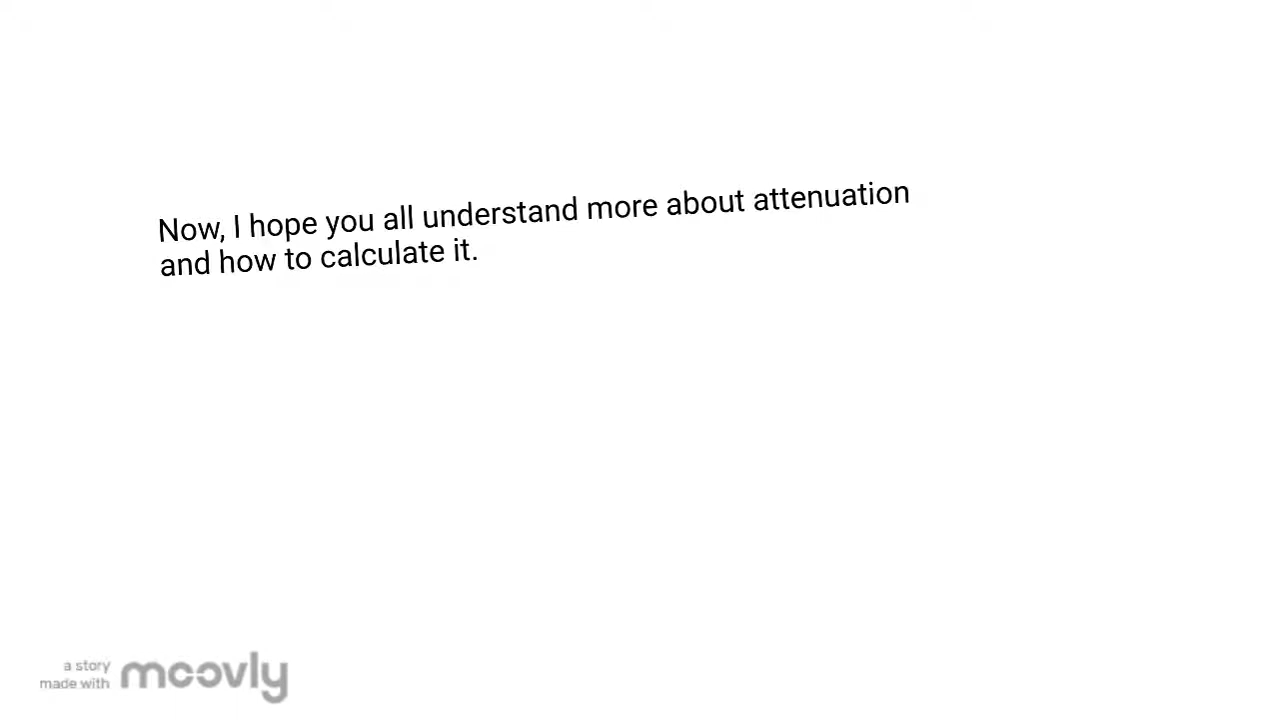 Now, I hope you all understand more about attenuation
and how to calculate it.
a story
made with moovly